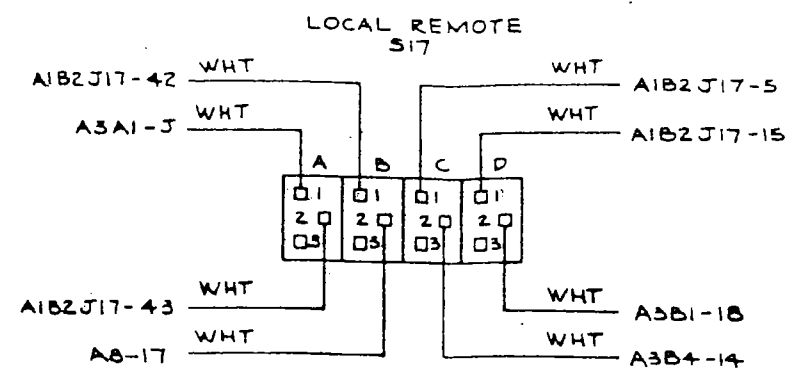 LOCAL REMOTE
S17
A1B2J17-42 WHT
WHT A1B2J17-5
A3A1-J WHT
WHT A1B2J17-15
A B C D
1 1 1 1
2 2 2 2
3 3 3 3
A1B2J17-43 WHT
WHT A3B1-18
A8-17 WHT
WHT A3B4-14